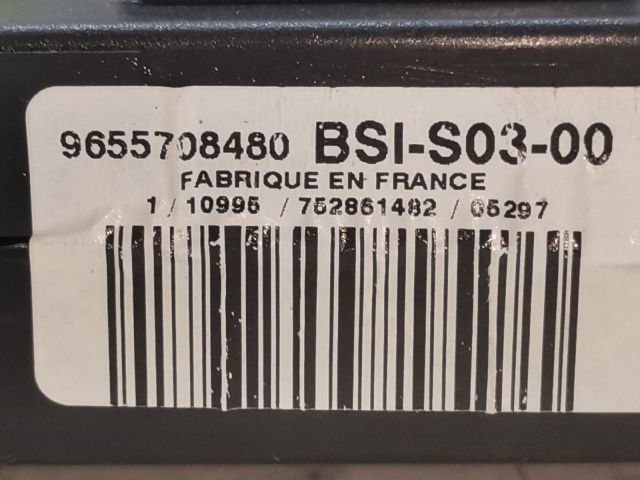 9655708480 BSI-S03-00
FABRIQUE EN FRANCE
1 / 10995 / 752861482 / 05297